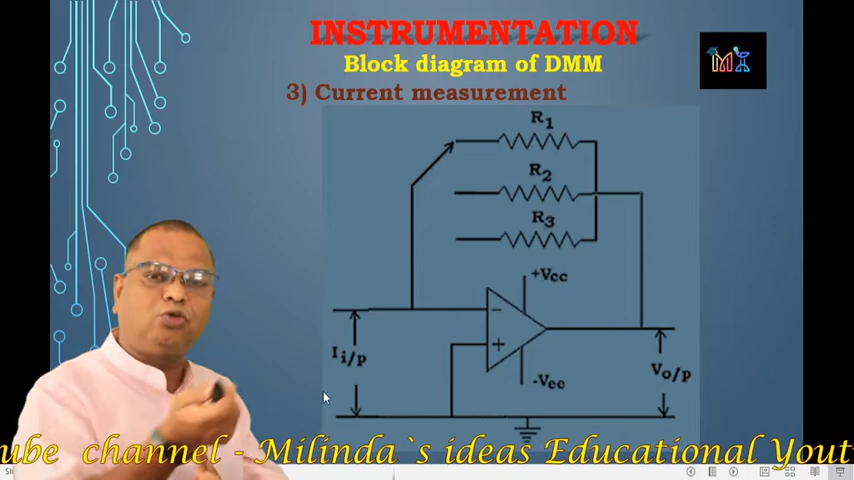 INSTRUMENTATION
Block diagram of DMM
MI
3) Current measurement
R1
R2
R3
+Vcc
−
+
-Vcc
Ii/p
Vo/p
ube channel - Milinda`s ideas Educational Yout